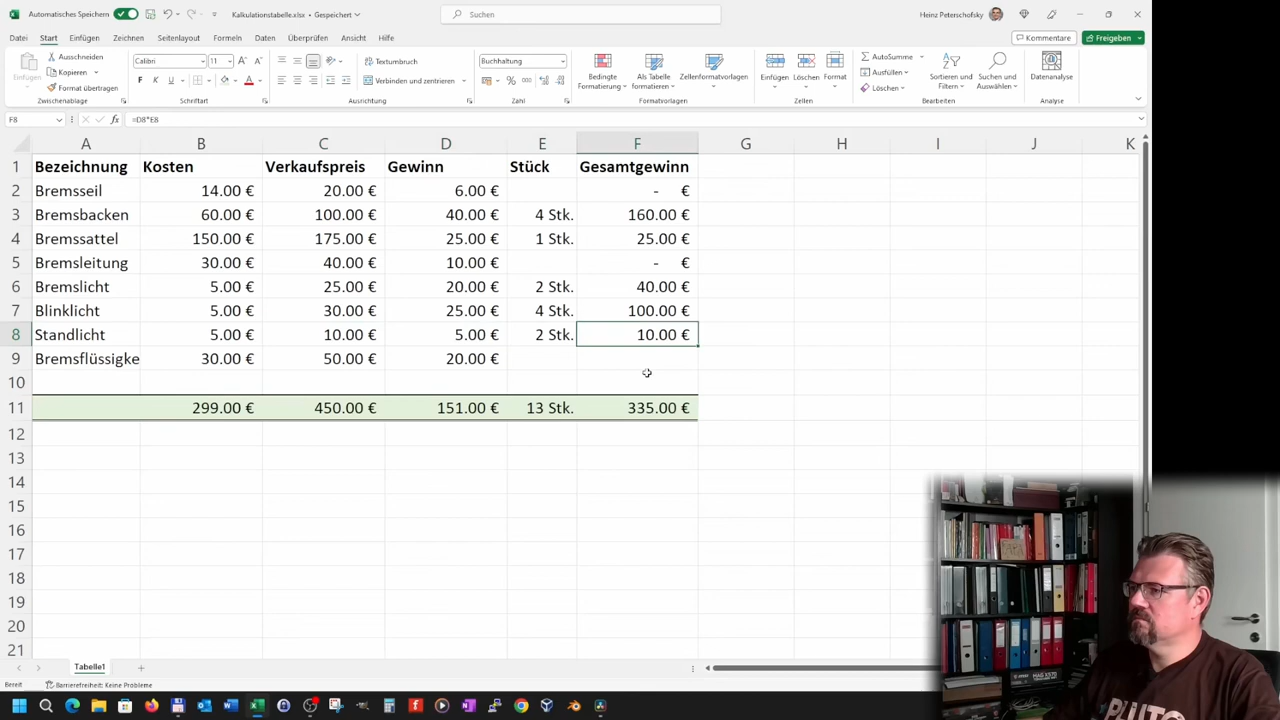 Automatisches Speichern
Kalkulationstabelle.xlsx • Gespeichert
Suchen
Heinz Peterschofsky
Datei Start Einfügen Zeichnen Seitenlayout Formeln Daten Überprüfen Ansicht Hilfe
Kommentare Freigeben
Einfügen
Ausschneiden
Kopieren
Format übertragen
Zwischenablage
Calibri 11
F K U
Schriftart
Textumbruch
Verbinden und zentrieren
Ausrichtung
Buchhaltung
Zahl
Bedingte Formatierung
Als Tabelle formatieren
Zellenformatvorlagen
Formatvorlagen
Einfügen Löschen Format
Zellen
AutoSumme
Ausfüllen
Löschen
Sortieren und Filtern
Suchen und Auswählen
Bearbeiten
Datenanalyse
Analyse
F8 fx =D8*E8
A B C D E F G H I J K
1 Bezeichnung Kosten Verkaufspreis Gewinn Stück Gesamtgewinn
2 Bremsseil 14.00 € 20.00 € 6.00 € - €
3 Bremsbacken 60.00 € 100.00 € 40.00 € 4 Stk. 160.00 €
4 Bremssattel 150.00 € 175.00 € 25.00 € 1 Stk. 25.00 €
5 Bremsleitung 30.00 € 40.00 € 10.00 € - €
6 Bremslicht 5.00 € 25.00 € 20.00 € 2 Stk. 40.00 €
7 Blinklicht 5.00 € 30.00 € 25.00 € 4 Stk. 100.00 €
8 Standlicht 5.00 € 10.00 € 5.00 € 2 Stk. 10.00 €
9 Bremsflüssigke 30.00 € 50.00 € 20.00 €
10
11 299.00 € 450.00 € 151.00 € 13 Stk. 335.00 €
12
13
14
15
16
17
18
19
20
21
Tabelle1
Bereit Barrierefreiheit: Keine Probleme
MAG X570
PLUTO